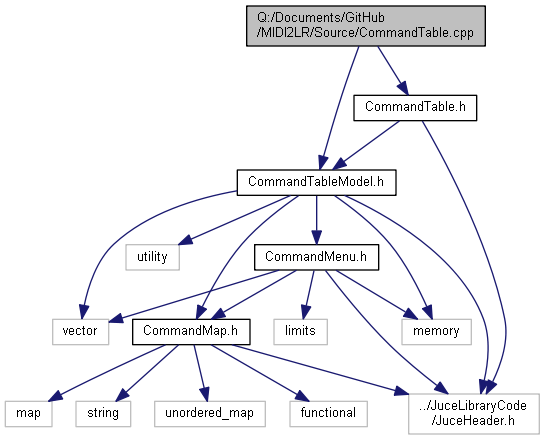 Q:/Documents/GitHub
/MIDI2LR/Source/CommandTable.cpp
CommandTable.h
CommandTableModel.h
utility
CommandMenu.h
vector
CommandMap.h
limits
memory
map
string
unordered_map
functional
../JuceLibraryCode
/JuceHeader.h